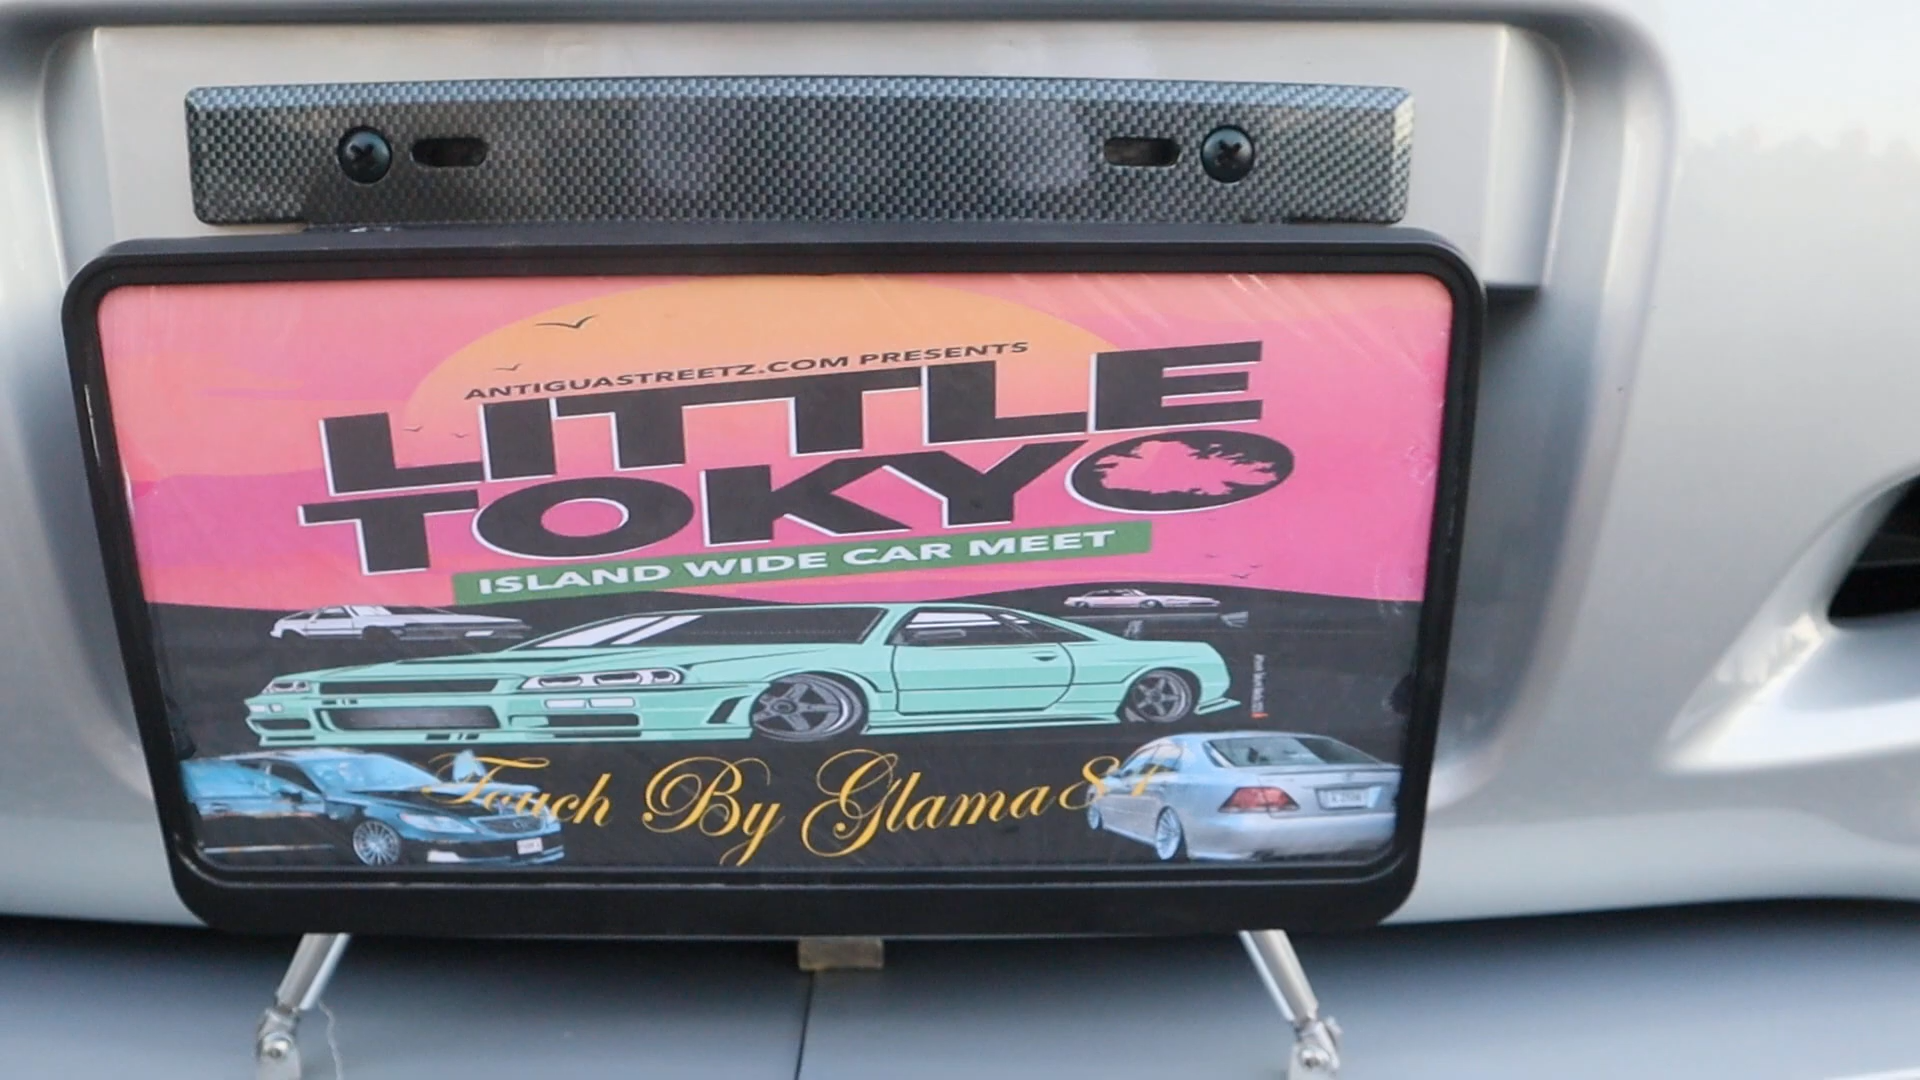 ANTIGUASTREETZ.COM PRESENTS
LITTLE
TOKYO
ISLAND WIDE CAR MEET
Touch By Glama84